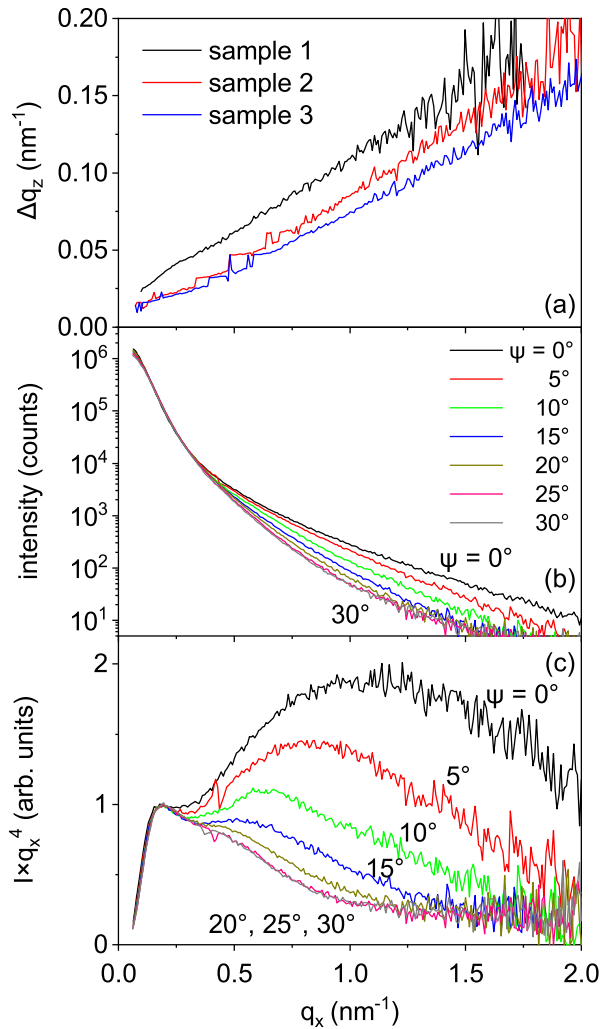 0.20
0.15
0.10
0.05
0.00
Δq_z (nm⁻¹)
sample 1
sample 2
sample 3
(a)
10⁶
10⁵
10⁴
10³
10²
10¹
intensity (counts)
ψ = 0°
5°
10°
15°
20°
25°
30°
ψ = 0°
30°
(b)
2
1
0
I×qₓ⁴ (arb. units)
(c)
ψ = 0°
5°
10°
15°
20°, 25°, 30°
0.0 0.5 1.0 1.5 2.0
qₓ (nm⁻¹)